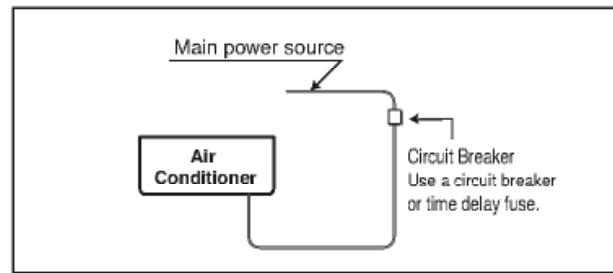 Main power source
Air
Conditioner
Circuit Breaker
Use a circuit breaker
or time delay fuse.